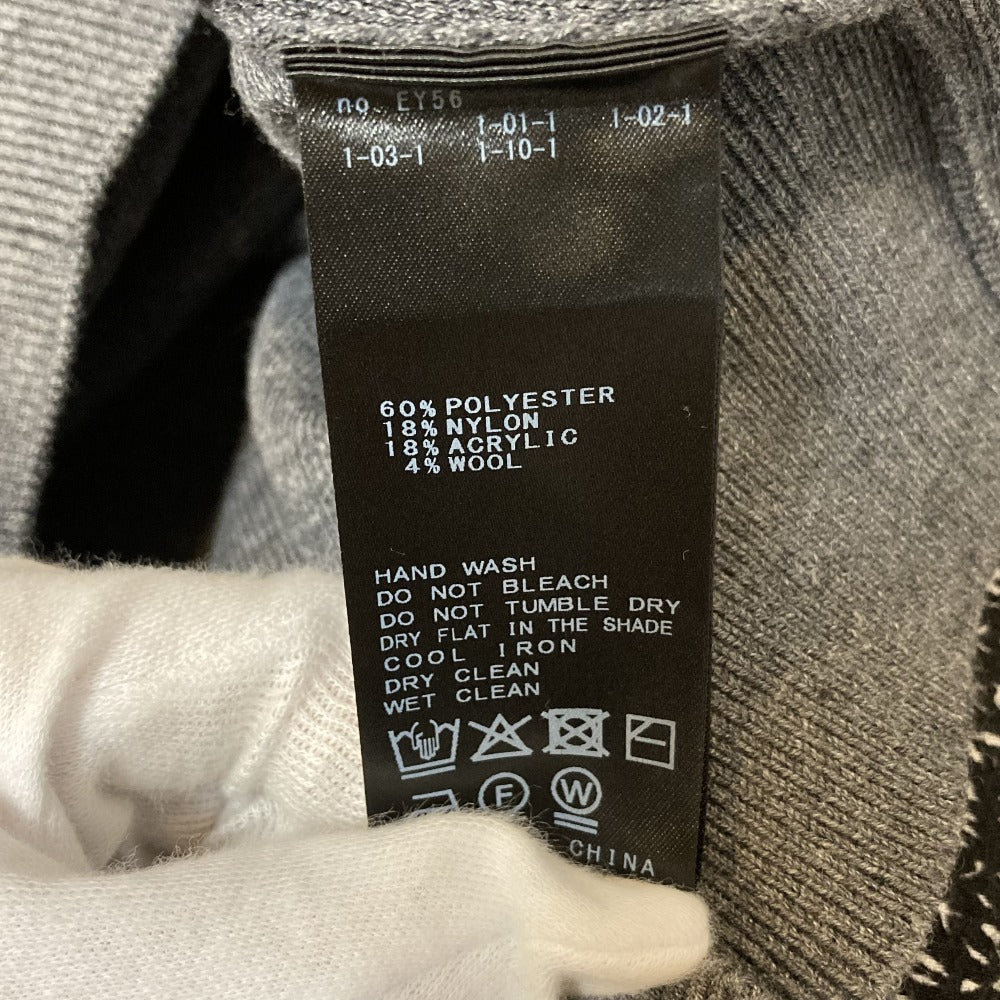 no. EY56
1-01-1 1-02-1
1-03-1 1-10-1
60% POLYESTER
18% NYLON
18% ACRYLIC
4% WOOL
HAND WASH
DO NOT BLEACH
DO NOT TUMBLE DRY
DRY FLAT IN THE SHADE
COOL IRON
DRY CLEAN
WET CLEAN
F W
CHINA